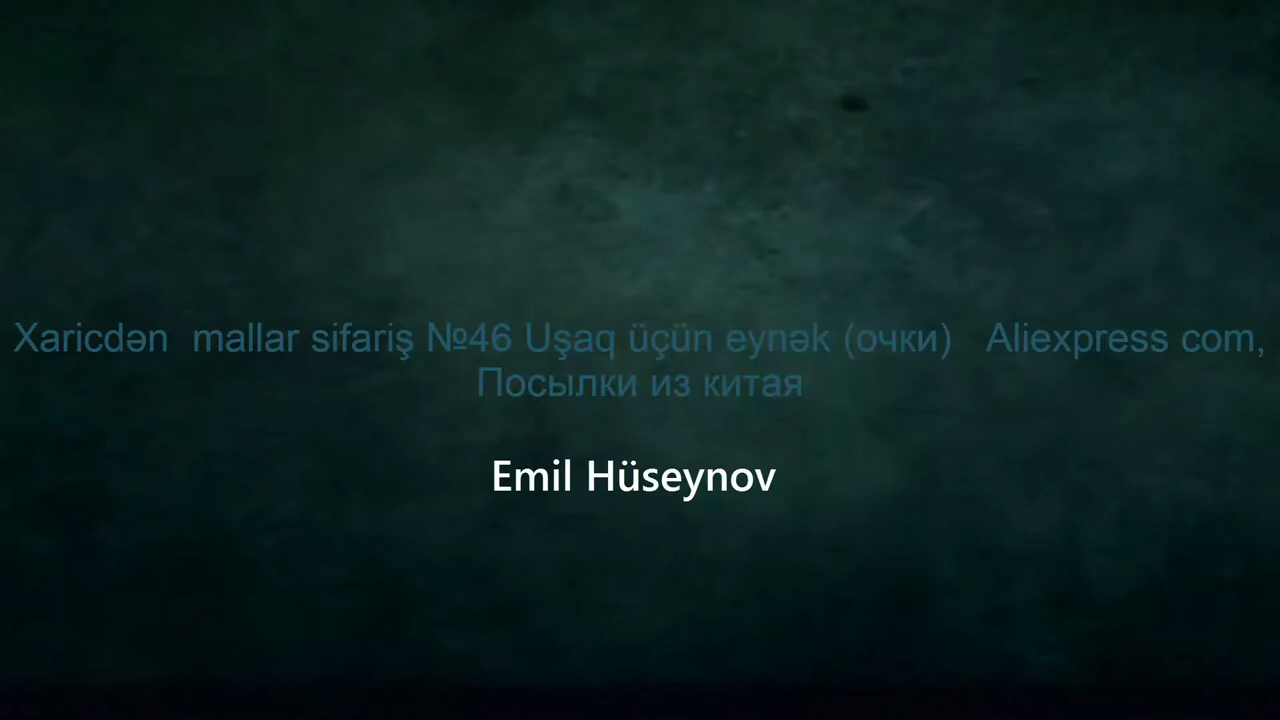 Xaricdən  mallar sifariş №46 Uşaq üçün eynək (очки)   Aliexpress com,
Посылки из китая
Emil Hüseynov